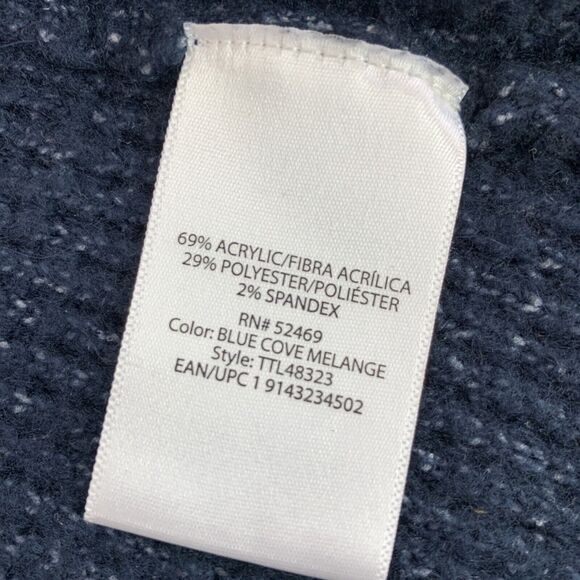 69% ACRYLIC/FIBRA ACRÍLICA
29% POLYESTER/POLIÉSTER
2% SPANDEX
RN# 52469
Color: BLUE COVE MELANGE
Style: TTL48323
EAN/UPC 1 9143234502